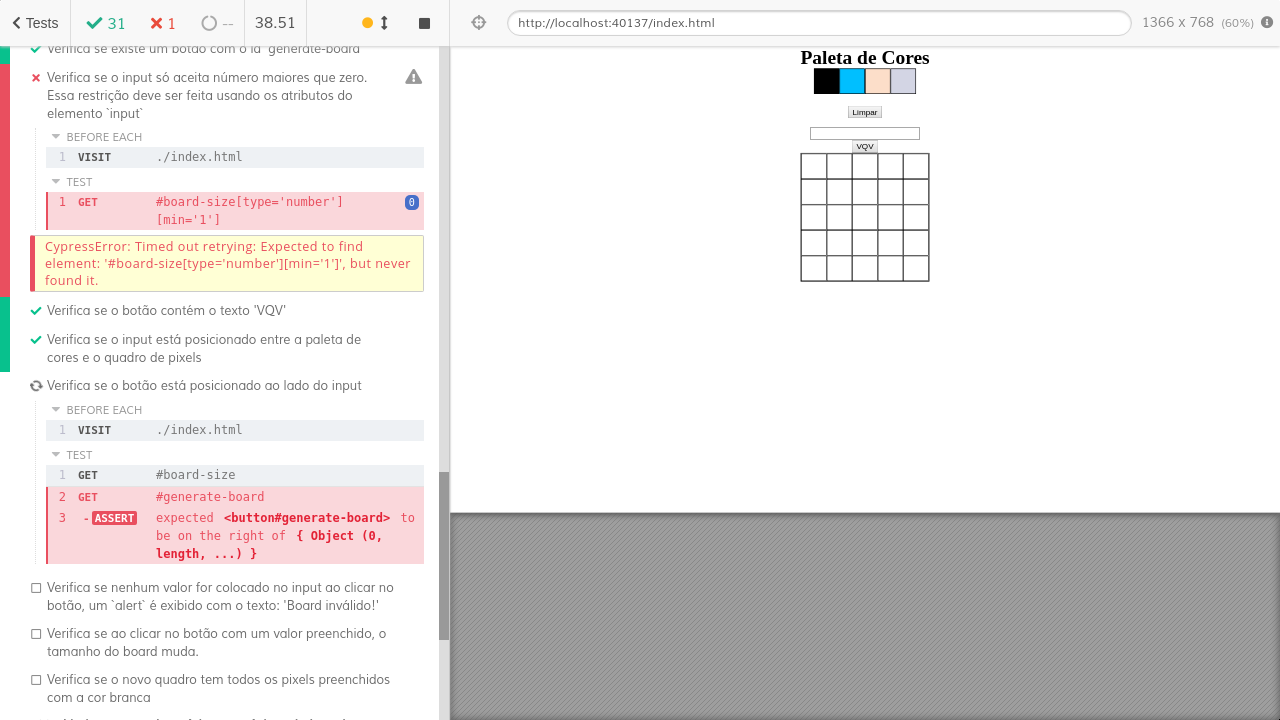 Tests
31
1
--
38.51
http://localhost:40137/index.html
1366 x 768 (60%)
Verifica se existe um botão com o id `generate-board`
Verifica se o input só aceita número maiores que zero.
Essa restrição deve ser feita usando os atributos do
elemento `input`
BEFORE EACH
1 VISIT ./index.html
TEST
1 GET #board-size[type='number']
[min='1']
0
CypressError: Timed out retrying: Expected to find
element: '#board-size[type='number'][min='1']', but never
found it.
Verifica se o botão contém o texto 'VQV'
Verifica se o input está posicionado entre a paleta de
cores e o quadro de pixels
Verifica se o botão está posicionado ao lado do input
BEFORE EACH
1 VISIT ./index.html
TEST
1 GET #board-size
2 GET #generate-board
3 - ASSERT expected <button#generate-board> to
be on the right of { Object (0,
length, ...) }
Verifica se nenhum valor for colocado no input ao clicar no
botão, um `alert` é exibido com o texto: 'Board inválido!'
Verifica se ao clicar no botão com um valor preenchido, o
tamanho do board muda.
Verifica se o novo quadro tem todos os pixels preenchidos
com a cor branca
Paleta de Cores
Limpar
VQV